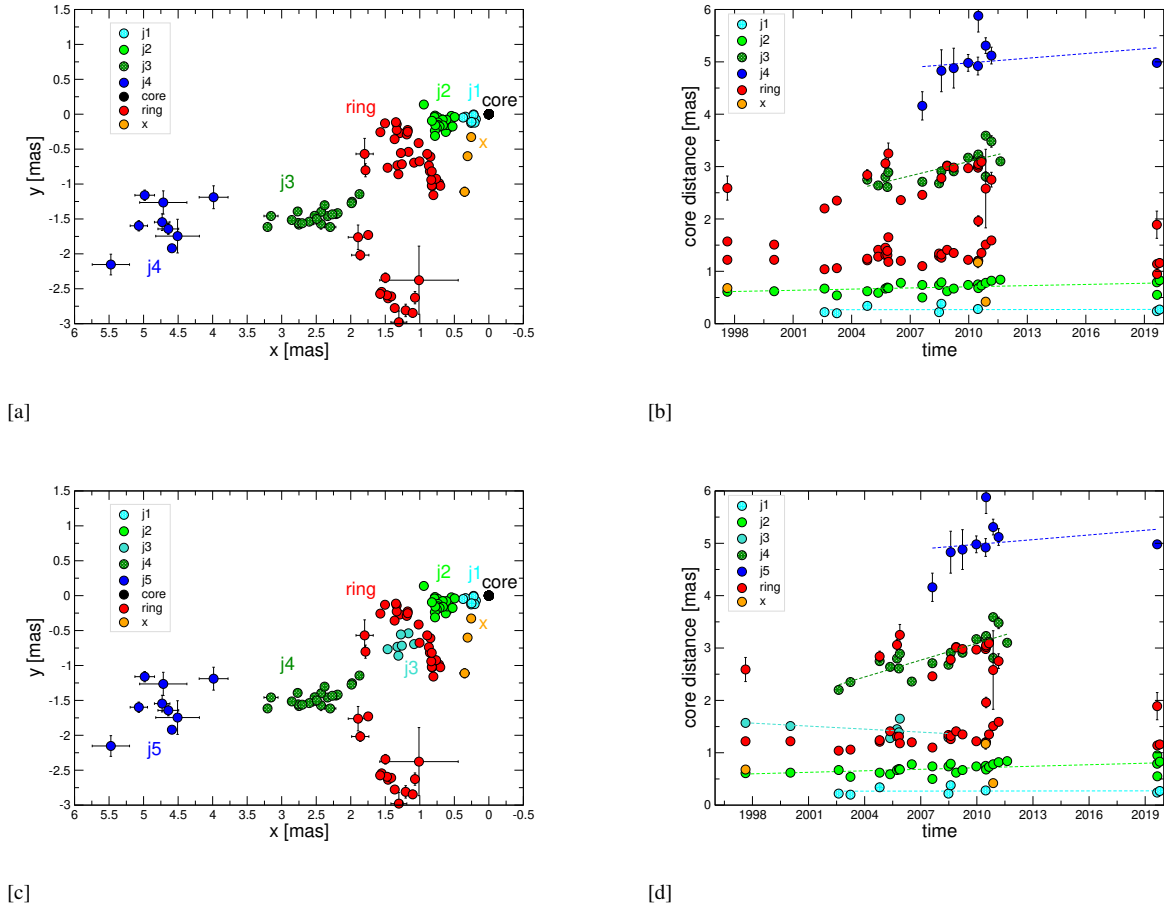 1.5
1
0.5
0
-0.5
-1
-1.5
-2
-2.5
-3
y [mas]
6 5.5 5 4.5 4 3.5 3 2.5 2 1.5 1 0.5 0 -0.5
x [mas]
j1
j2
j3
j4
core
ring
x
ring
j2
j1
core
x
j3
j4
[a]
6
5
4
3
2
1
0
core distance [mas]
1998 2001 2004 2007 2010 2013 2016 2019
time
j1
j2
j3
j4
ring
x
[b]
1.5
1
0.5
0
-0.5
-1
-1.5
-2
-2.5
-3
y [mas]
6 5.5 5 4.5 4 3.5 3 2.5 2 1.5 1 0.5 0 -0.5
x [mas]
j1
j2
j3
j4
j5
core
ring
x
ring
j2
j1
core
x
j3
j4
j5
[c]
6
5
4
3
2
1
0
core distance [mas]
1998 2001 2004 2007 2010 2013 2016 2019
time
j1
j2
j3
j4
j5
ring
x
[d]